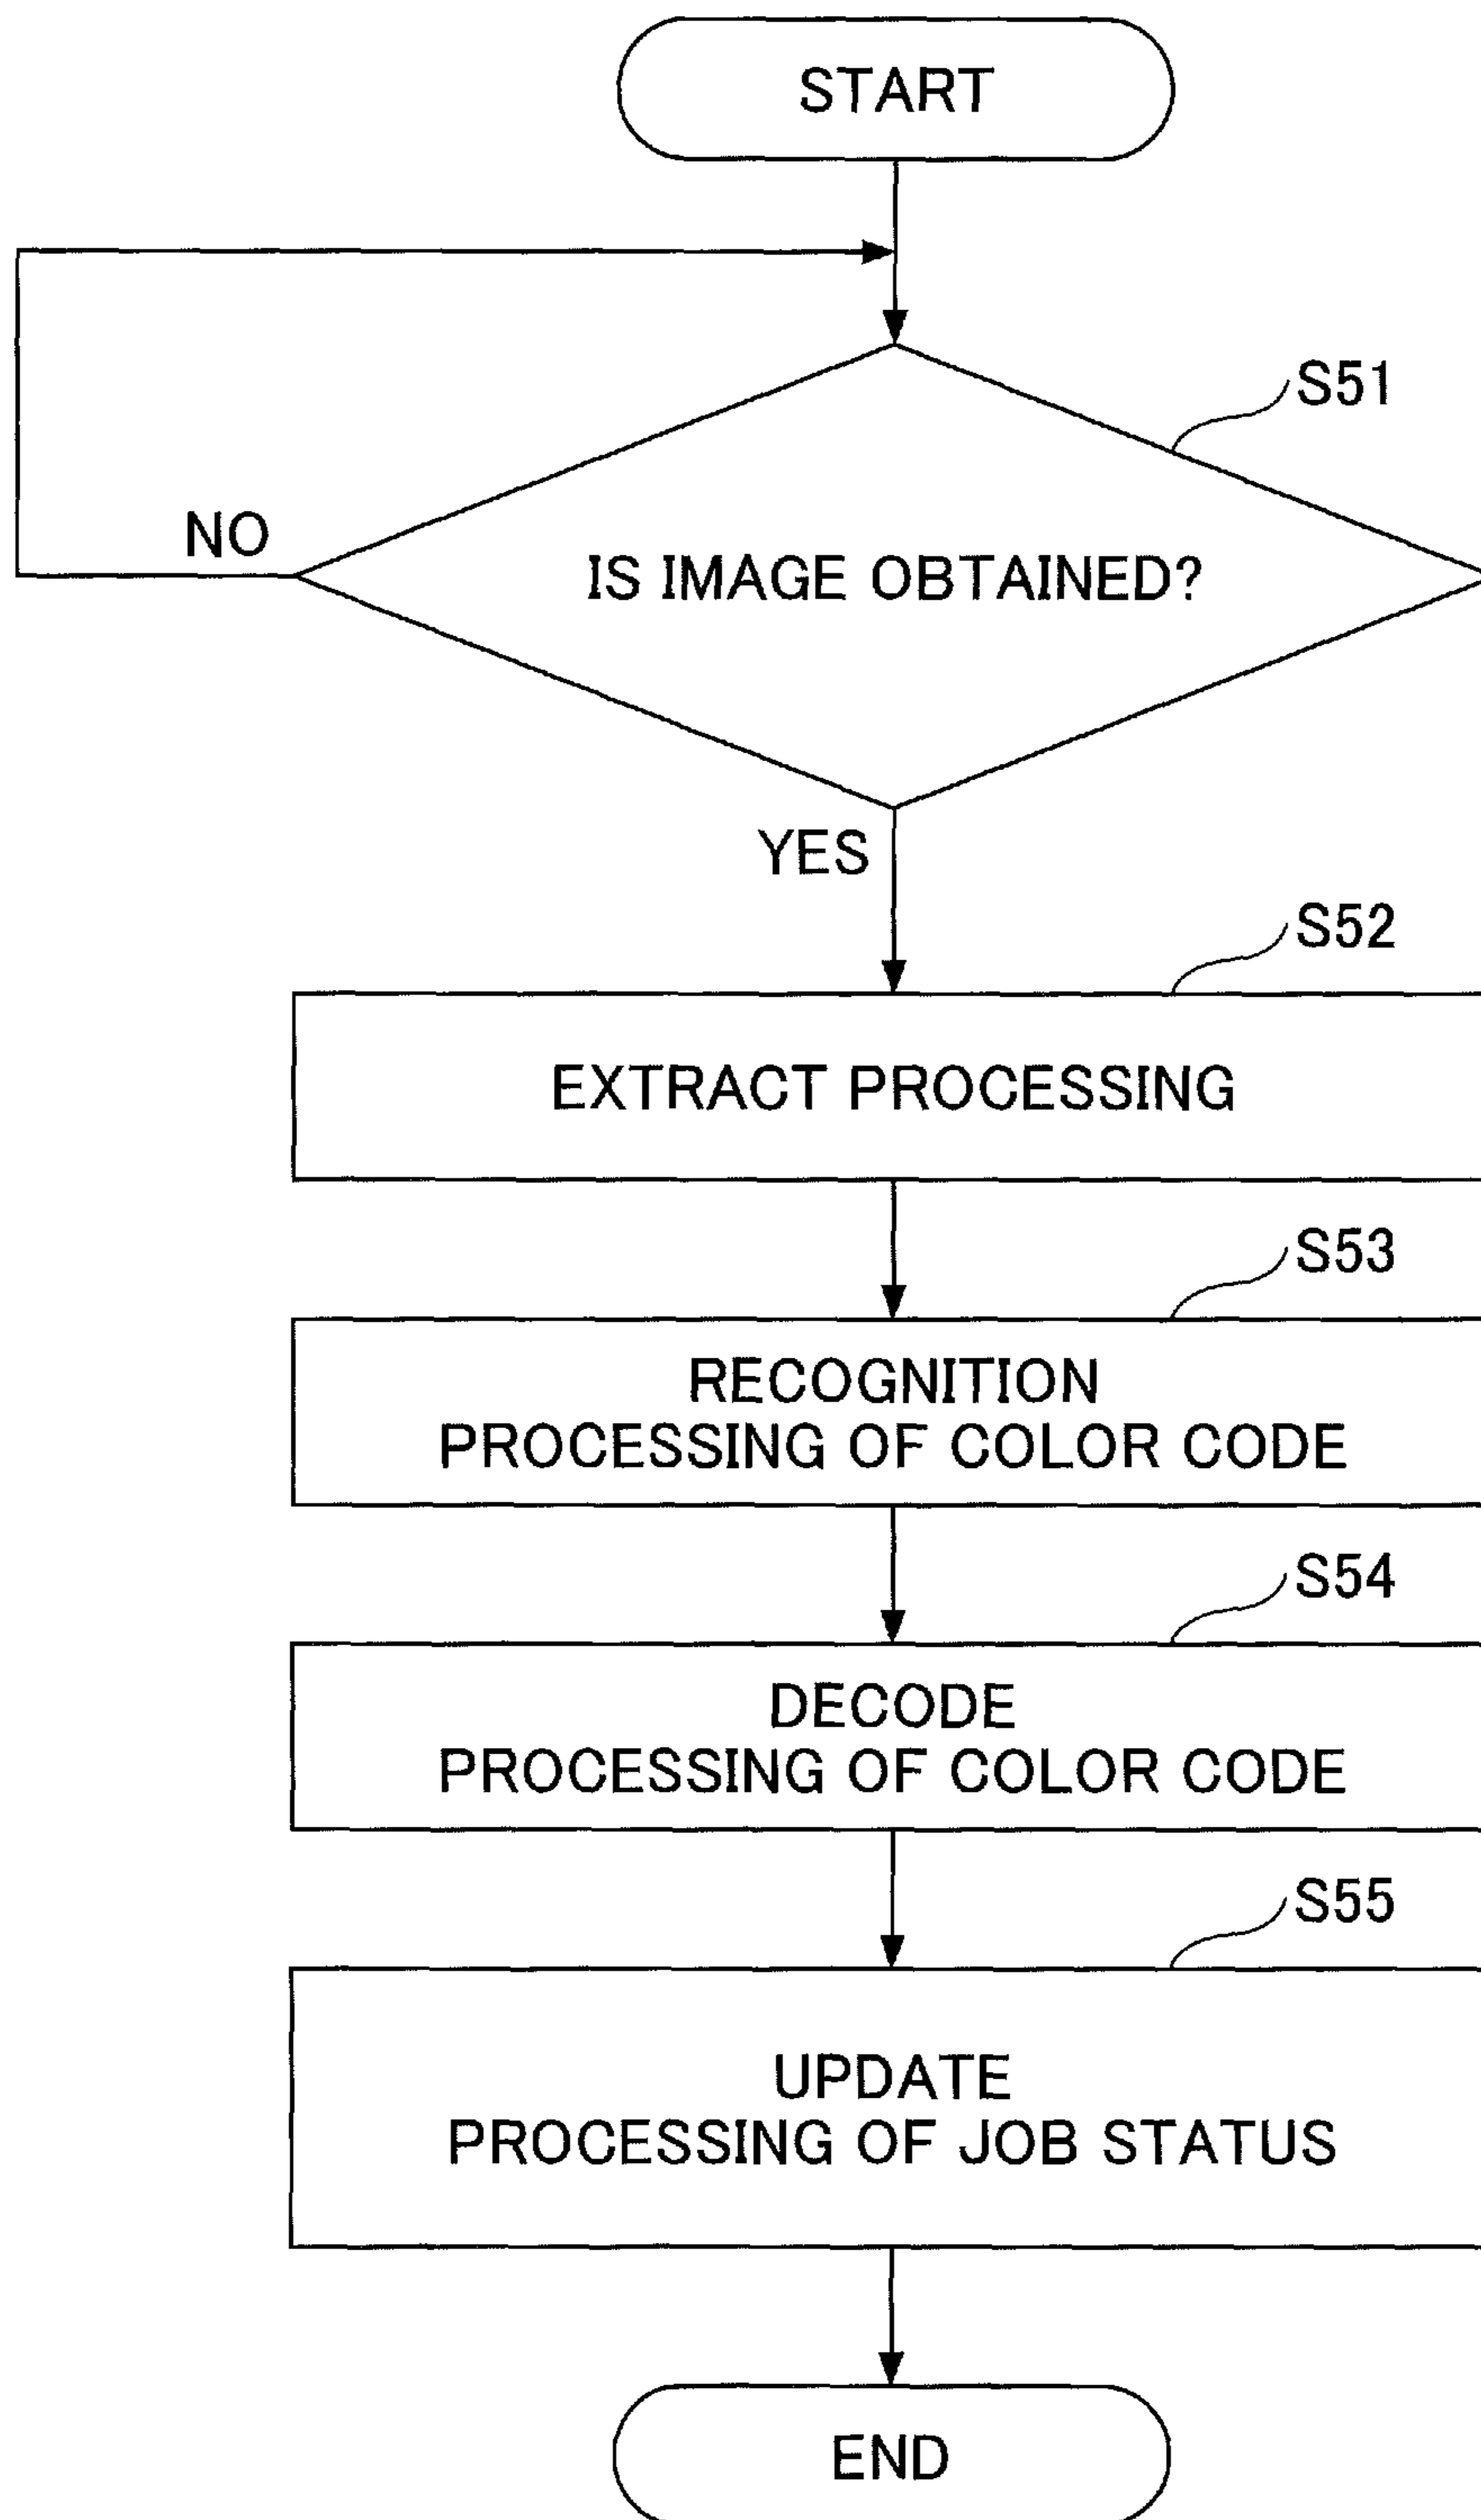 START
S51
NO
IS IMAGE OBTAINED?
YES
S52
EXTRACT PROCESSING
S53
RECOGNITION
PROCESSING OF COLOR CODE
S54
DECODE
PROCESSING OF COLOR CODE
S55
UPDATE
PROCESSING OF JOB STATUS
END